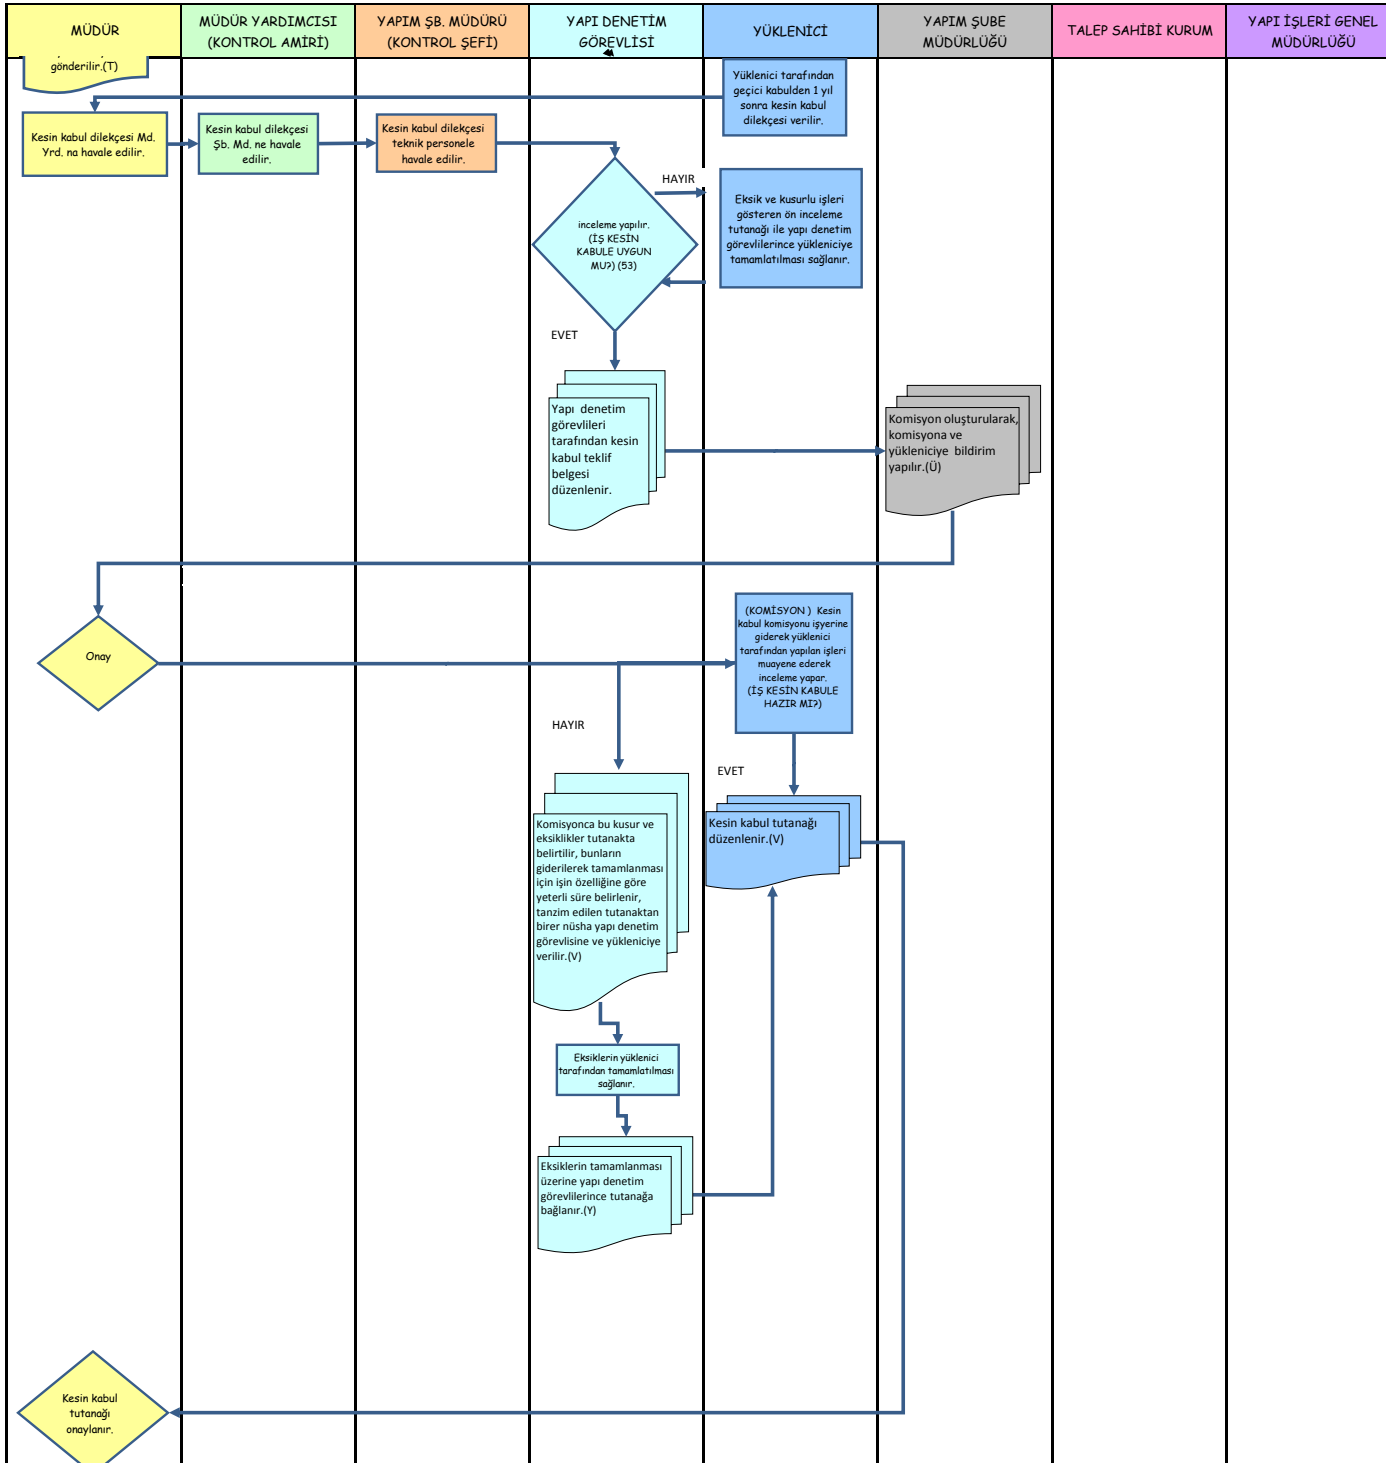 MÜDÜR
MÜDÜR YARDIMCISI
(KONTROL AMİRİ)
YAPIM ŞB. MÜDÜRÜ
(KONTROL ŞEFİ)
YAPI DENETİM
GÖREVLİSİ
YÜKLENİCİ
YAPIM ŞUBE
MÜDÜRLÜĞÜ
TALEP SAHİBİ KURUM
YAPI İŞLERİ GENEL
MÜDÜRLÜĞÜ
gönderilir.(T)
Yüklenici tarafından
geçici kabulden 1 yıl
sonra kesin kabul
dilekçesi verilir.
Kesin kabul dilekçesi Md.
Yrd. na havale edilir.
Kesin kabul dilekçesi
Şb. Md. ne havale
edilir.
Kesin kabul dilekçesi
teknik personele
havale edilir.
inceleme yapılır.
(İŞ KESİN
KABULE UYGUN
MU?) (53)
HAYIR
Eksik ve kusurlu işleri
gösteren ön inceleme
tutanağı ile yapı denetim
görevlilerince yükleniciye
tamamlatılması sağlanır.
EVET
Yapı denetim
görevlileri
tarafından kesin
kabul teklif
belgesi
düzenlenir.
Komisyon oluşturularak,
komisyona ve
yükleniciye bildirim
yapılır.(Ü)
Onay
(KOMİSYON ) Kesin
kabul komisyonu işyerine
giderek yüklenici
tarafından yapılan işleri
muayene ederek
inceleme yapar.
(İŞ KESİN KABULE
HAZIR MI?)
HAYIR
EVET
Komisyonca bu kusur ve
eksiklikler tutanakta
belirtilir, bunların
giderilerek tamamlanması
için işin özelliğine göre
yeterli süre belirlenir,
tanzim edilen tutanaktan
birer nüsha yapı denetim
görevlisine ve yükleniciye
verilir.(V)
Kesin kabul tutanağı
düzenlenir.(V)
Eksiklerin yüklenici
tarafından tamamlatılması
sağlanır.
Eksiklerin tamamlanması
üzerine yapı denetim
görevlilerince tutanağa
bağlanır.(Y)
Kesin kabul
tutanağı
onaylanır.